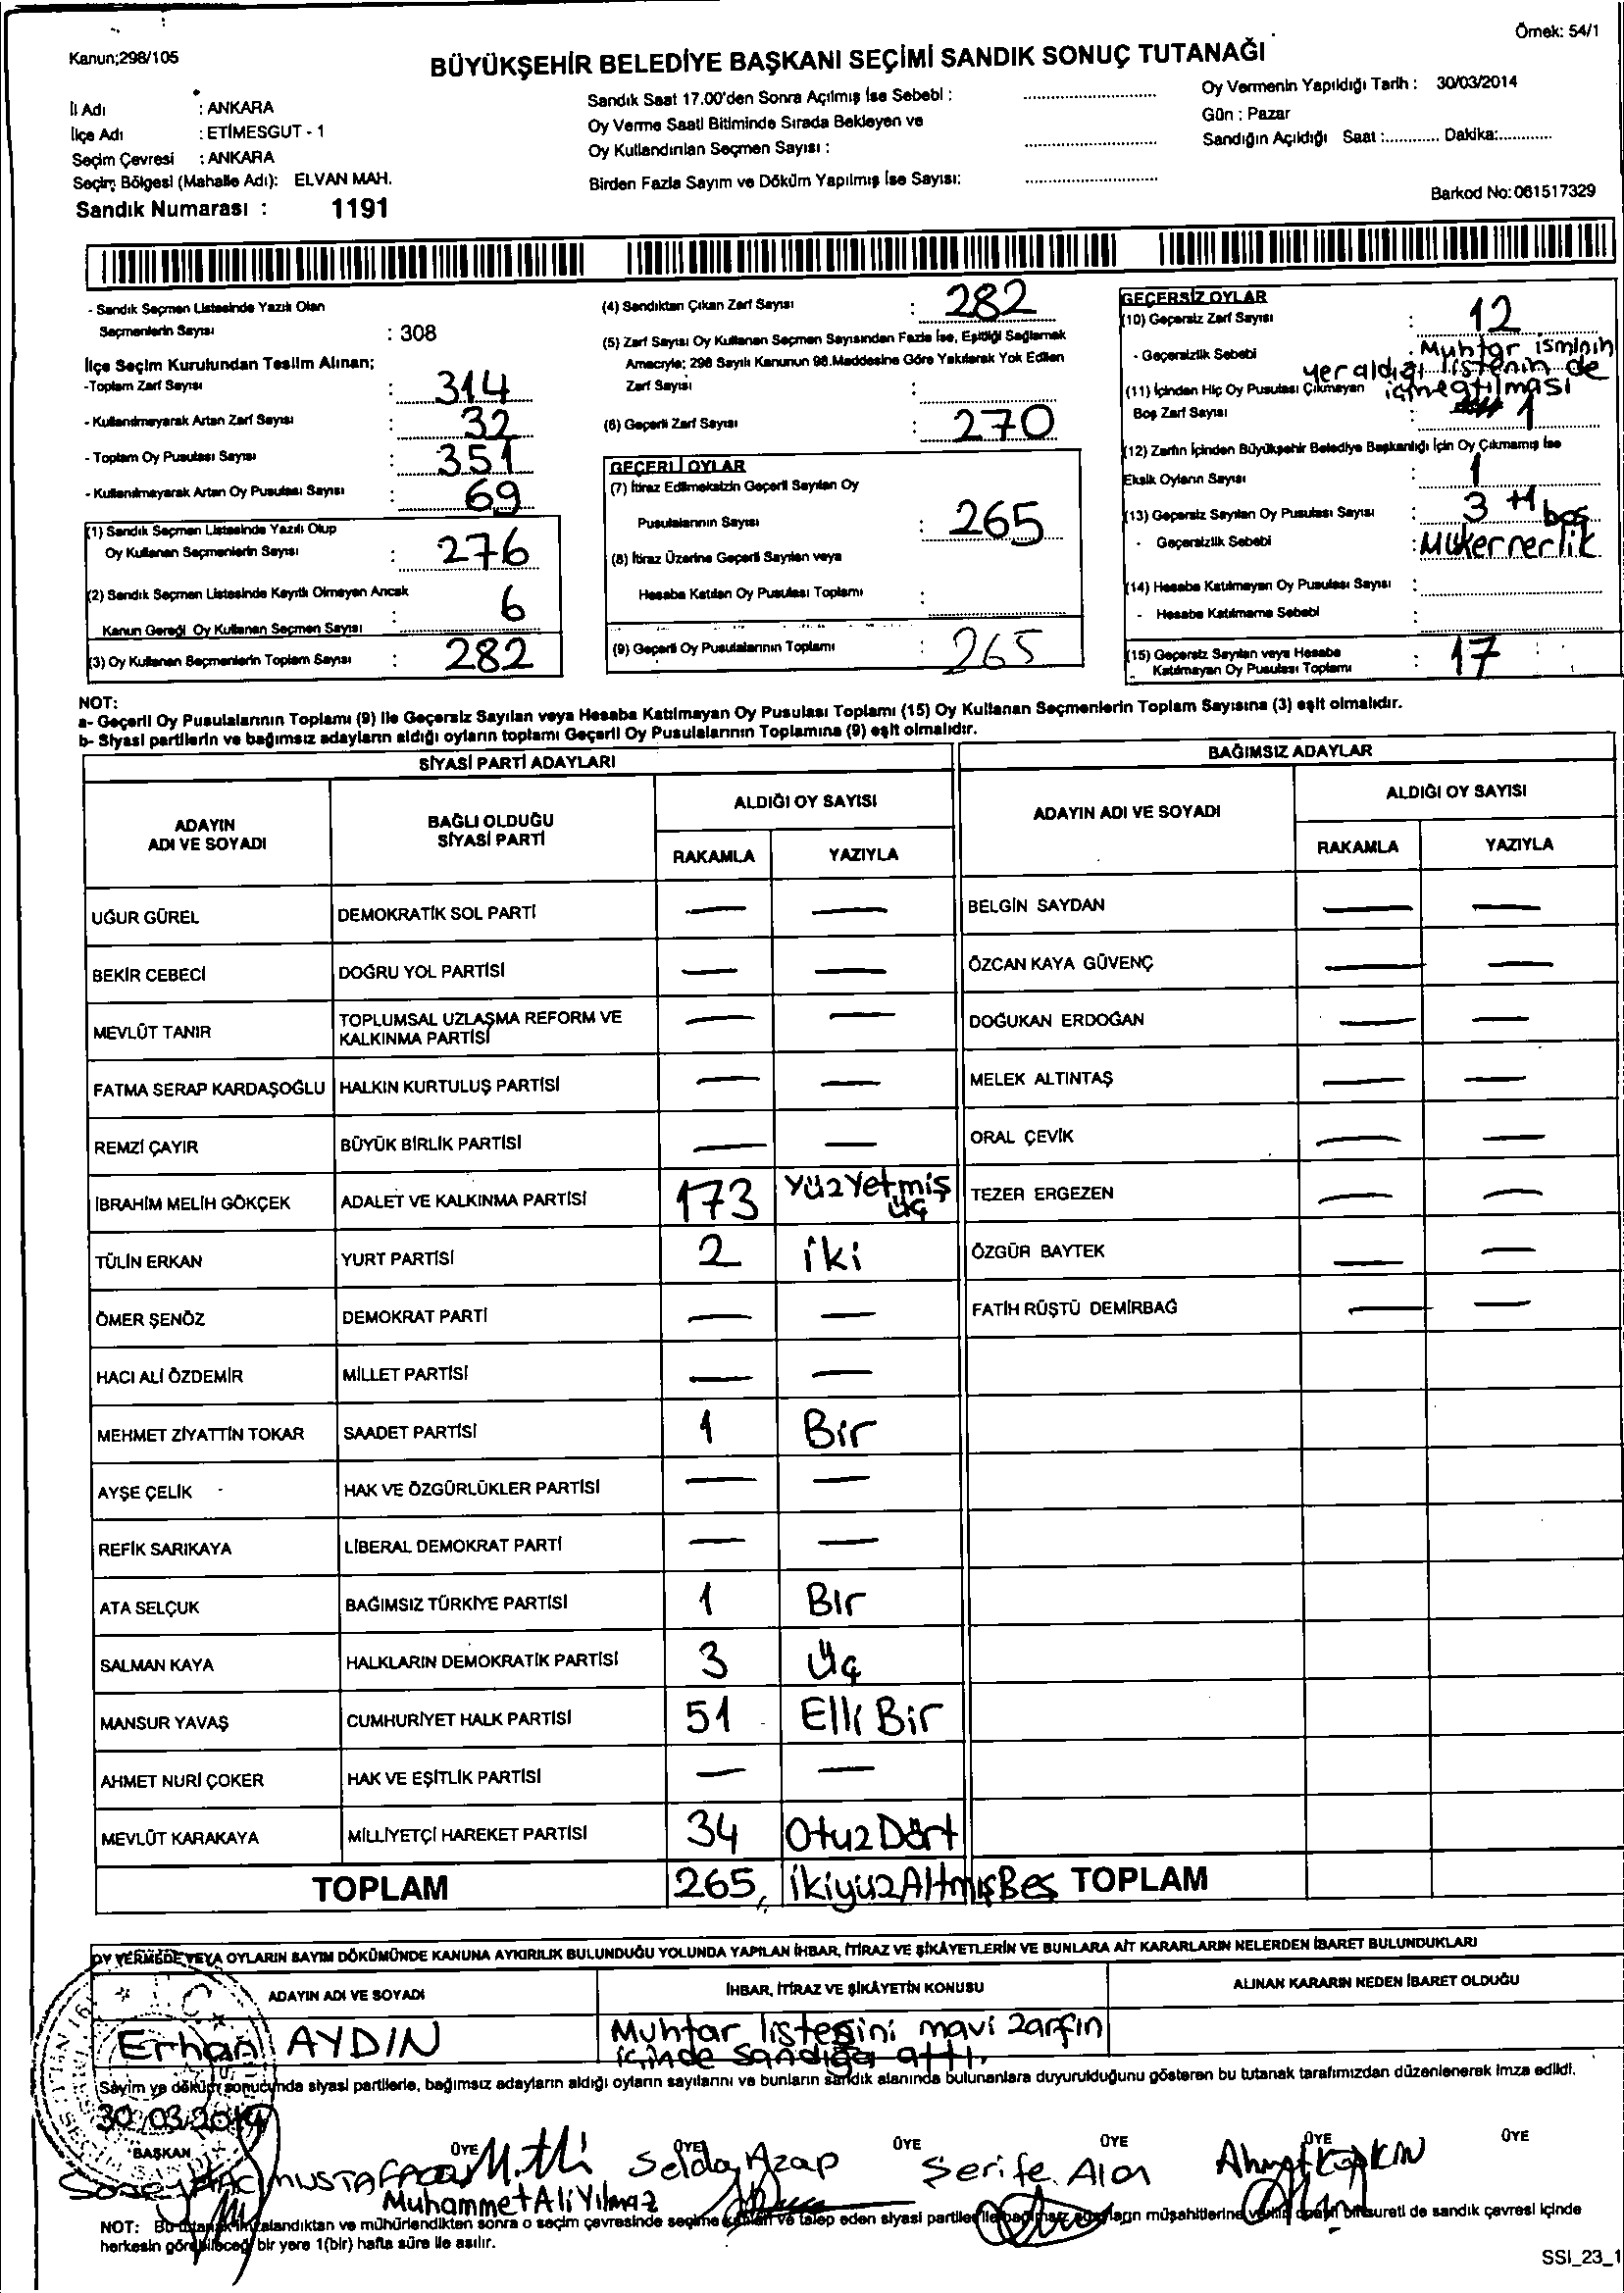 Örnek: 54/1
Kanun;298/105
BÜYÜKŞEHİR BELEDİYE BAŞKANI SEÇİMİ SANDIK SONUÇ TUTANAĞI
İl Adı : ANKARA
İlçe Adı : ETİMESGUT - 1
Seçim Çevresi : ANKARA
Seçim Bölgesi (Mahalle Adı): ELVAN MAH.
Sandık Numarası : 1191
Sandık Saat 17.00'den Sonra Açılmış İse Sebebi :
Oy Verme Saati Bitiminde Sırada Bekleyen ve
Oy Kullandırılan Seçmen Sayısı :
Birden Fazla Sayım ve Döküm Yapılmış İse Sayısı:
Oy Vermenin Yapıldığı Tarih : 30/03/2014
Gün : Pazar
Sandığın Açıldığı Saat :............ Dakika:............
Barkod No:061517329
- Sandık Seçmen Listesinde Yazılı Olan
Seçmenlerin Sayısı : 308
İlçe Seçim Kurulundan Teslim Alınan;
-Toplam Zarf Sayısı : 314
- Kullanılmayarak Artan Zarf Sayısı : 32
- Toplam Oy Pusulası Sayısı : 351
- Kullanılmayarak Artan Oy Pusulası Sayısı : 69
(1) Sandık Seçmen Listesinde Yazılı Olup
Oy Kullanan Seçmenlerin Sayısı : 276
(2) Sandık Seçmen Listesinde Kayıtlı Olmayan Ancak
Kanun Gereği Oy Kullanan Seçmen Sayısı : 6
(3) Oy Kullanan Seçmenlerin Toplam Sayısı : 282
(4) Sandıktan Çıkan Zarf Sayısı : 282
(5) Zarf Sayısı Oy Kullanan Seçmen Sayısından Fazla İse, Eşitliği Sağlamak
Amacıyla; 298 Sayılı Kanunun 98.Maddesine Göre Yakılarak Yok Edilen
Zarf Sayısı :
(6) Geçerli Zarf Sayısı : 270
GEÇERLİ OYLAR
(7) İtiraz Edilmeksizin Geçerli Sayılan Oy
Pusulalarının Sayısı : 265
(8) İtiraz Üzerine Geçerli Sayılan veya
Hesaba Katılan Oy Pusulası Toplamı :
(9) Geçerli Oy Pusulalarının Toplamı : 265
GEÇERSİZ OYLAR
(10) Geçersiz Zarf Sayısı : 12
- Geçersizlik Sebebi : Muhtar isminin
yer aldığı listenin de
içine atılması
(11) İçinden Hiç Oy Pusulası Çıkmayan
Boş Zarf Sayısı : 1
(12) Zarfın İçinden Büyükşehir Belediye Başkanlığı İçin Oy Çıkmamış İse
Eksik Oyların Sayısı : 1
(13) Geçersiz Sayılan Oy Pusulası Sayısı : 3 +1 boş
- Geçersizlik Sebebi : Mükernerlik
(14) Hesaba Katılmayan Oy Pusulası Sayısı :
- Hesaba Katılmama Sebebi :
(15) Geçersiz Sayılan veya Hesaba
Katılmayan Oy Pusulası Toplamı : 17
NOT:
a- Geçerli Oy Pusulalarının Toplamı (9) ile Geçersiz Sayılan veya Hesaba Katılmayan Oy Pusulası Toplamı (15) Oy Kullanan Seçmenlerin Toplam Sayısına (3) eşit olmalıdır.
b- Siyasi partilerin ve bağımsız adayların aldığı oyların toplamı Geçerli Oy Pusulalarının Toplamına (9) eşit olmalıdır.
SİYASİ PARTİ ADAYLARI
BAĞIMSIZ ADAYLAR
ADAYIN
ADI VE SOYADI
BAĞLI OLDUĞU
SİYASİ PARTİ
ALDIĞI OY SAYISI
RAKAMLA YAZIYLA
ADAYIN ADI VE SOYADI
ALDIĞI OY SAYISI
RAKAMLA YAZIYLA
UĞUR GÜREL DEMOKRATİK SOL PARTİ — — BELGİN SAYDAN — —
BEKİR CEBECİ DOĞRU YOL PARTİSİ — — ÖZCAN KAYA GÜVENÇ — —
MEVLÜT TANIR TOPLUMSAL UZLAŞMA REFORM VE
KALKINMA PARTİSİ — — DOĞUKAN ERDOĞAN — —
FATMA SERAP KARDAŞOĞLU HALKIN KURTULUŞ PARTİSİ — — MELEK ALTINTAŞ — —
REMZİ ÇAYIR BÜYÜK BİRLİK PARTİSİ — — ORAL ÇEVİK — —
İBRAHİM MELİH GÖKÇEK ADALET VE KALKINMA PARTİSİ 173 Yüz Yetmiş üç TEZER ERGEZEN — —
TÜLİN ERKAN YURT PARTİSİ 2 iki ÖZGÜR BAYTEK — —
ÖMER ŞENÖZ DEMOKRAT PARTİ — — FATİH RÜŞTÜ DEMİRBAĞ — —
HACI ALİ ÖZDEMİR MİLLET PARTİSİ — —
MEHMET ZİYATTİN TOKAR SAADET PARTİSİ 1 Bir
AYŞE ÇELİK HAK VE ÖZGÜRLÜKLER PARTİSİ — —
REFİK SARIKAYA LİBERAL DEMOKRAT PARTİ — —
ATA SELÇUK BAĞIMSIZ TÜRKİYE PARTİSİ 1 Bir
SALMAN KAYA HALKLARIN DEMOKRATİK PARTİSİ 3 Üç
MANSUR YAVAŞ CUMHURİYET HALK PARTİSİ 51 Elli Bir
AHMET NURİ ÇOKER HAK VE EŞİTLİK PARTİSİ — —
MEVLÜT KARAKAYA MİLLİYETÇİ HAREKET PARTİSİ 34 Otuz Dört
TOPLAM 265 İkiyüz Altmış Beş TOPLAM
OY VERMEDE VEYA OYLARIN SAYIM DÖKÜMÜNDE KANUNA AYKIRILIK BULUNDUĞU YOLUNDA YAPILAN İHBAR, İTİRAZ VE ŞİKÂYETLERİN VE BUNLARA AİT KARARLARIN NELERDEN İBARET BULUNDUKLARI
ADAYIN ADI VE SOYADI İHBAR, İTİRAZ VE ŞİKÂYETİN KONUSU ALINAN KARARIN NEDEN İBARET OLDUĞU
Erhan AYDIN Muhtar listesini mavi zarfın
içinde sandığa attı.
Sayım ve döküm sonucunda siyasi partilerle, bağımsız adayların aldığı oyların sayılarını ve bunların sandık alanında bulunanlara duyurulduğunu gösteren bu tutanak tarafımızdan düzenlenerek imza edildi.
30.03.2014
BAŞKAN ÜYE ÜYE ÜYE ÜYE ÜYE ÜYE
Selda Azap Şerife Alan
Muhammet Ali Yılmaz
NOT: Bu tutanak imzalandıktan ve mühürlendikten sonra o seçim çevresinde seçime katılan ve talep eden siyasi partiler ile bağımsız adayların müşahitlerine verilir onaylı bir sureti de sandık çevresi içinde
herkesin görebileceği bir yere 1(bir) hafta süre ile asılır.
SSI_23_1